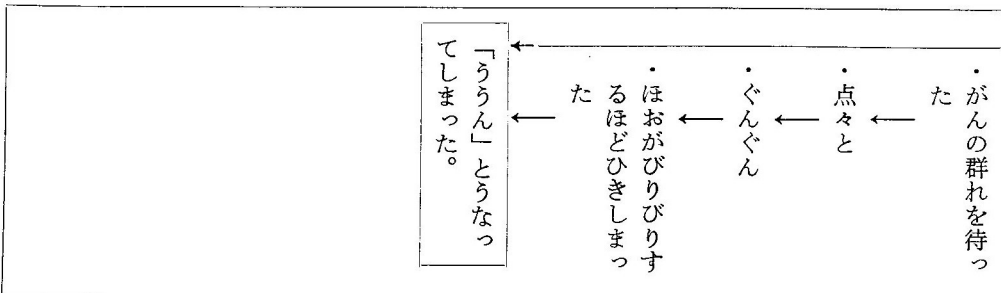 ・がんの群れを待っ
た
・点々と
・ぐんぐん
・ほおがびりびりす
るほどひきしまっ
た
「ううん」とうなっ
てしまった。